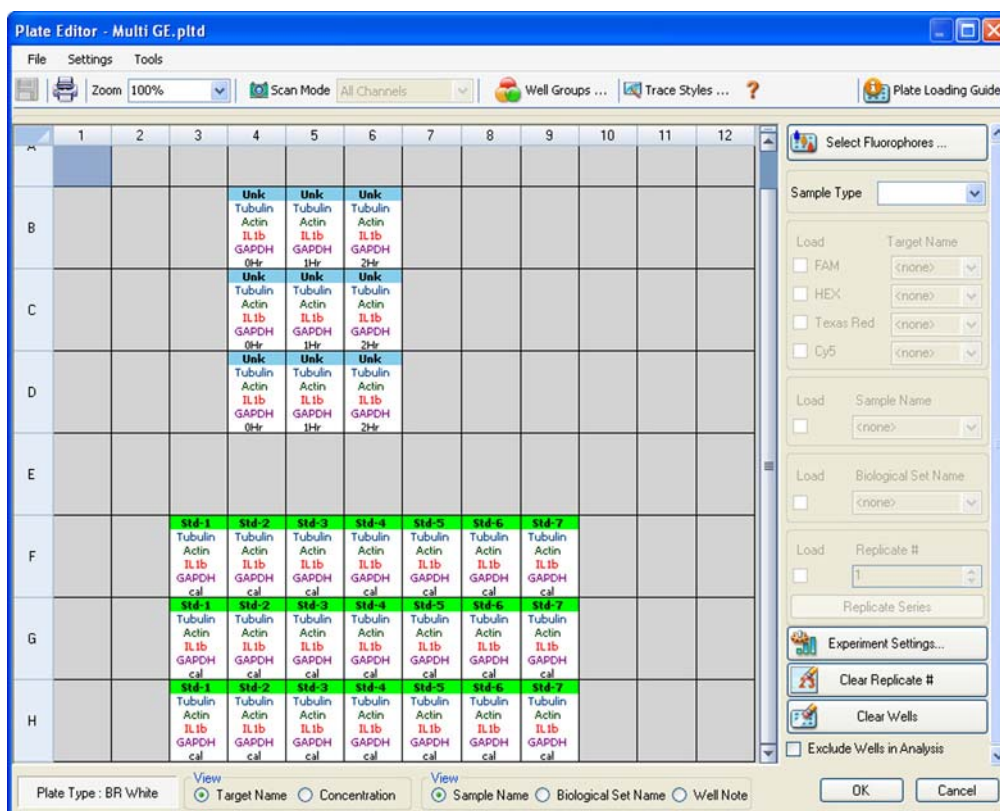 Plate Editor - Multi GE.pltd
File Settings Tools
Zoom 100% Scan Mode All Channels Well Groups ... Trace Styles ... ? Plate Loading Guide
1 2 3 4 5 6 7 8 9 10 11 12
A
Select Fluorophores ...
Sample Type
B
Unk Unk Unk
Tubulin Tubulin Tubulin
Actin Actin Actin
IL1b IL1b IL1b
GAPDH GAPDH GAPDH
0Hr 1Hr 2Hr
C
Unk Unk Unk
Tubulin Tubulin Tubulin
Actin Actin Actin
IL1b IL1b IL1b
GAPDH GAPDH GAPDH
0Hr 1Hr 2Hr
D
Unk Unk Unk
Tubulin Tubulin Tubulin
Actin Actin Actin
IL1b IL1b IL1b
GAPDH GAPDH GAPDH
0Hr 1Hr 2Hr
E
F
Std-1 Std-2 Std-3 Std-4 Std-5 Std-6 Std-7
Tubulin Tubulin Tubulin Tubulin Tubulin Tubulin Tubulin
Actin Actin Actin Actin Actin Actin Actin
IL1b IL1b IL1b IL1b IL1b IL1b IL1b
GAPDH GAPDH GAPDH GAPDH GAPDH GAPDH GAPDH
cal cal cal cal cal cal cal
G
Std-1 Std-2 Std-3 Std-4 Std-5 Std-6 Std-7
Tubulin Tubulin Tubulin Tubulin Tubulin Tubulin Tubulin
Actin Actin Actin Actin Actin Actin Actin
IL1b IL1b IL1b IL1b IL1b IL1b IL1b
GAPDH GAPDH GAPDH GAPDH GAPDH GAPDH GAPDH
cal cal cal cal cal cal cal
H
Std-1 Std-2 Std-3 Std-4 Std-5 Std-6 Std-7
Tubulin Tubulin Tubulin Tubulin Tubulin Tubulin Tubulin
Actin Actin Actin Actin Actin Actin Actin
IL1b IL1b IL1b IL1b IL1b IL1b IL1b
GAPDH GAPDH GAPDH GAPDH GAPDH GAPDH GAPDH
cal cal cal cal cal cal cal
Load Target Name
FAM <none>
HEX <none>
Texas Red <none>
Cy5 <none>
Load Sample Name
<none>
Load Biological Set Name
<none>
Load Replicate #
1
Replicate Series
Experiment Settings...
Clear Replicate #
Clear Wells
Exclude Wells in Analysis
Plate Type : BR White
View
Target Name Concentration
View
Sample Name Biological Set Name Well Note
OK Cancel